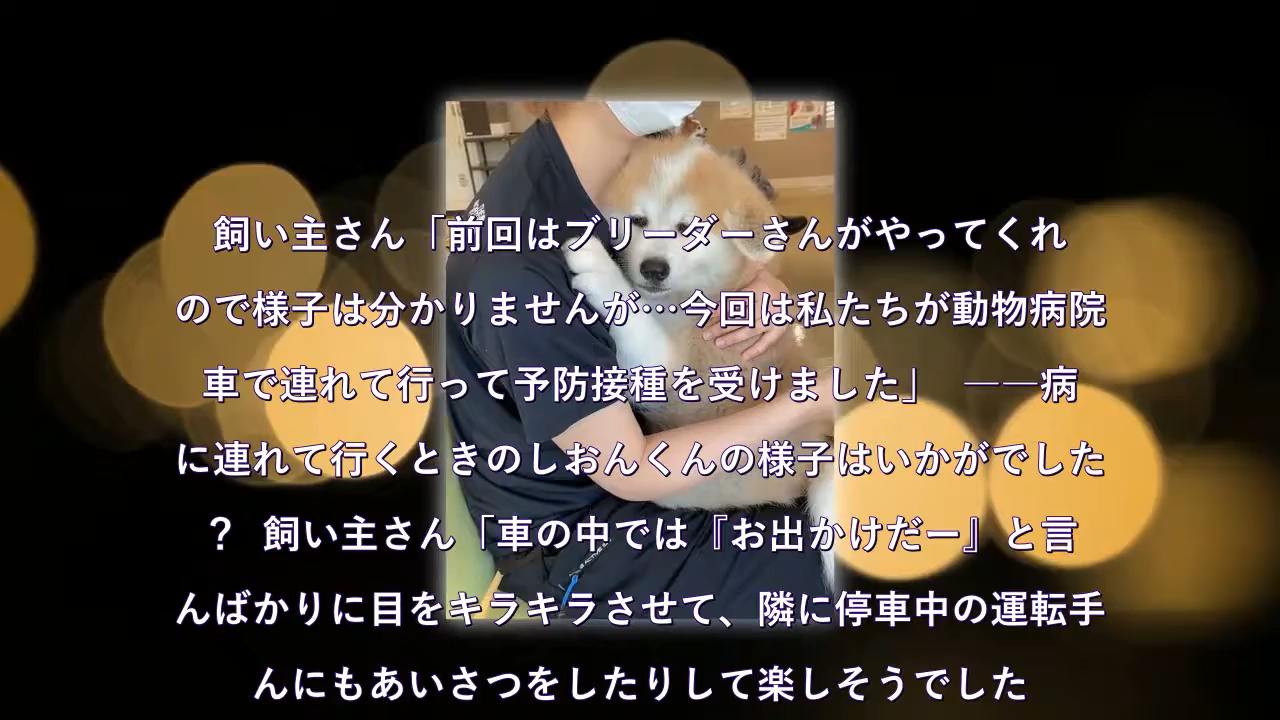 飼い主さん「前回はブリーダーさんがやってくれ
ので様子は分かりませんが…今回は私たちが動物病院
車で連れて行って予防接種を受けました」　――病
に連れて行くときのしおんくんの様子はいかがでした
？　飼い主さん「車の中では『お出かけだー』と言
んばかりに目をキラキラさせて、隣に停車中の運転手
んにもあいさつをしたりして楽しそうでした